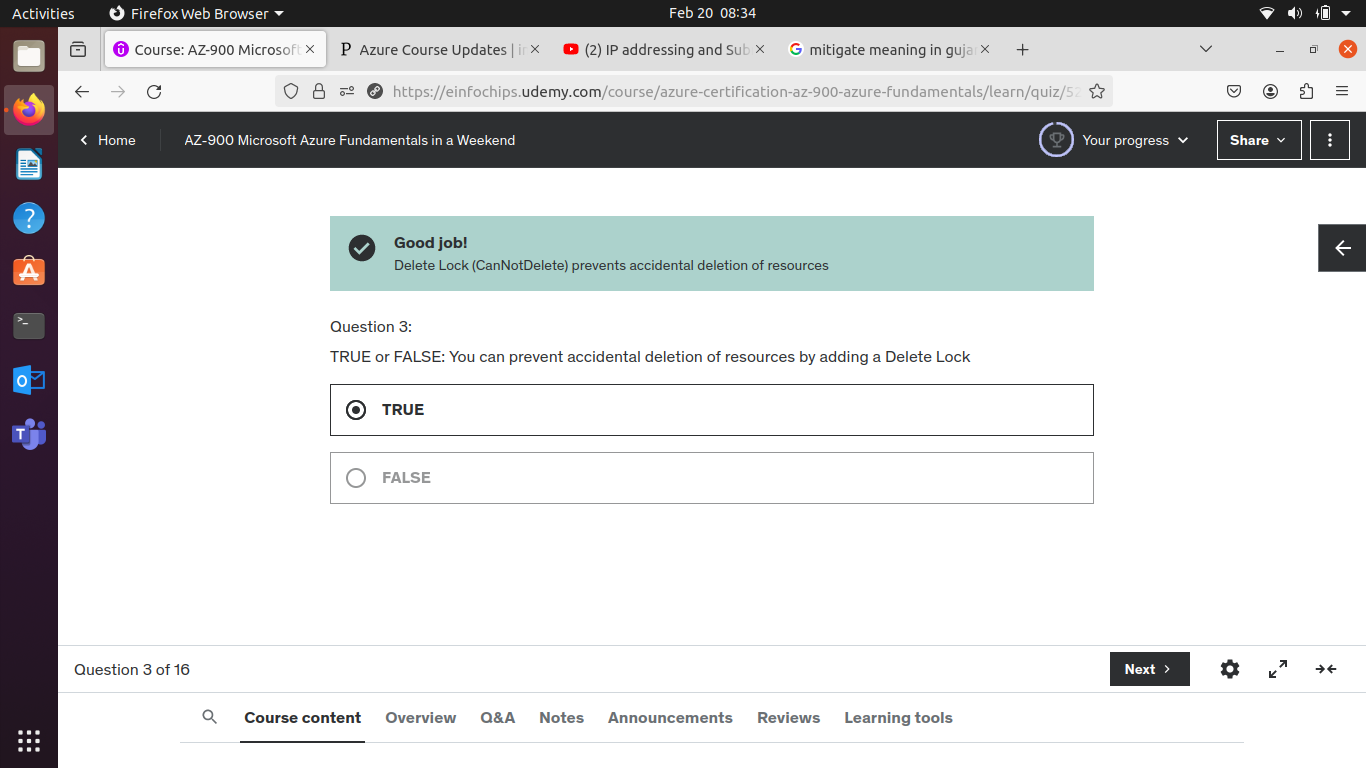 Activities
Firefox Web Browser
Feb 20 08:34
Course: AZ-900 Microsoft
Azure Course Updates | in
(2) IP addressing and Sub
mitigate meaning in gujar
https://einfochips.udemy.com/course/azure-certification-az-900-azure-fundamentals/learn/quiz/52
Home
AZ-900 Microsoft Azure Fundamentals in a Weekend
Your progress
Share
Good job!
Delete Lock (CanNotDelete) prevents accidental deletion of resources
Question 3:
TRUE or FALSE: You can prevent accidental deletion of resources by adding a Delete Lock
TRUE
FALSE
Question 3 of 16
Next
Course content
Overview
Q&A
Notes
Announcements
Reviews
Learning tools